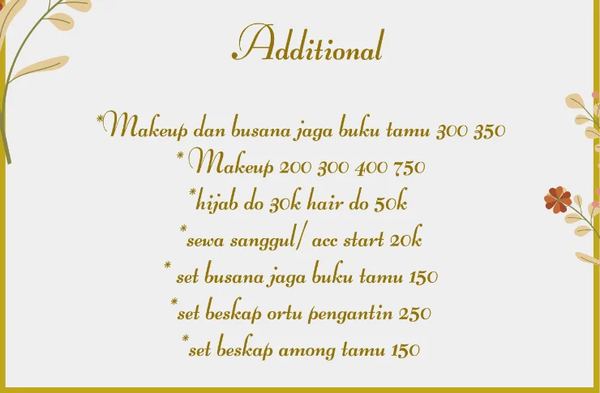 Additional
*Makeup dan busana jaga buku tamu 300 350
* Makeup 200 300 400 750
*hijab do 30k hair do 50k
*sewa sanggul/ acc start 20k
* set busana jaga buku tamu 150
*set beskap ortu pengantin 250
*set beskap among tamu 150